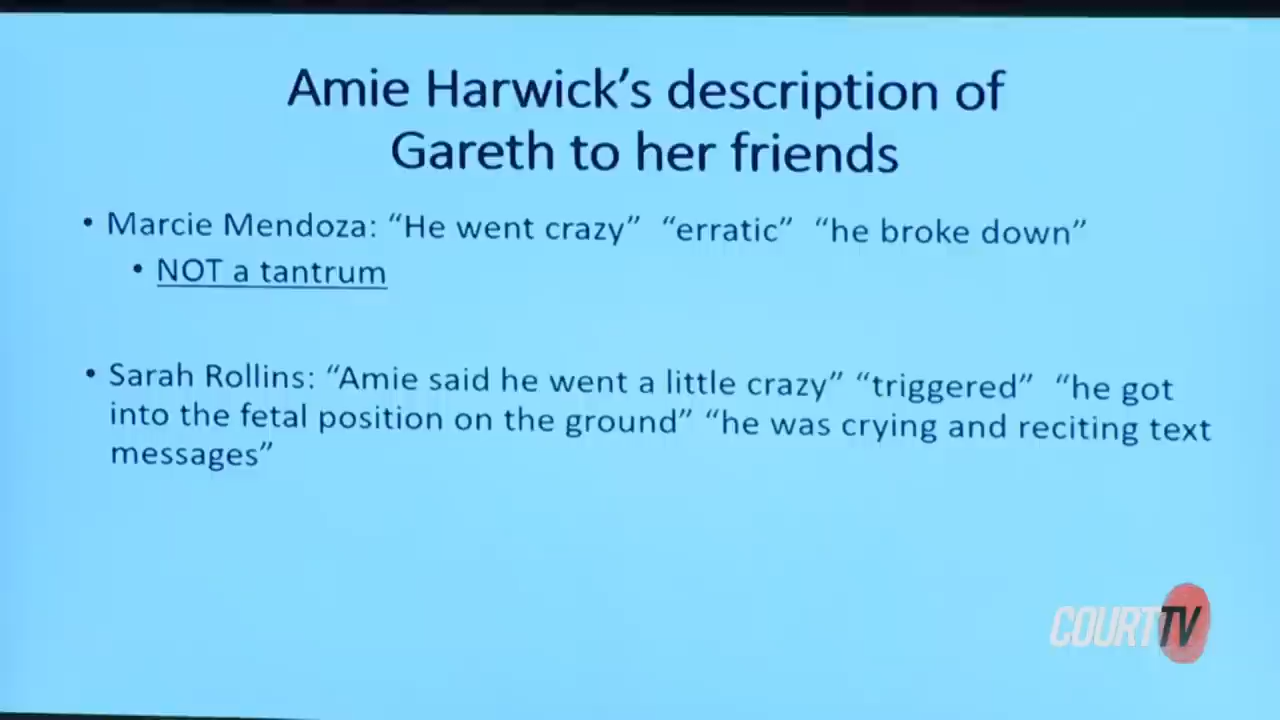 Amie Harwick’s description of
Gareth to her friends
• Marcie Mendoza: “He went crazy” “erratic” “he broke down”
• NOT a tantrum
• Sarah Rollins: “Amie said he went a little crazy” “triggered” “he got
into the fetal position on the ground” “he was crying and reciting text
messages”
COURT TV